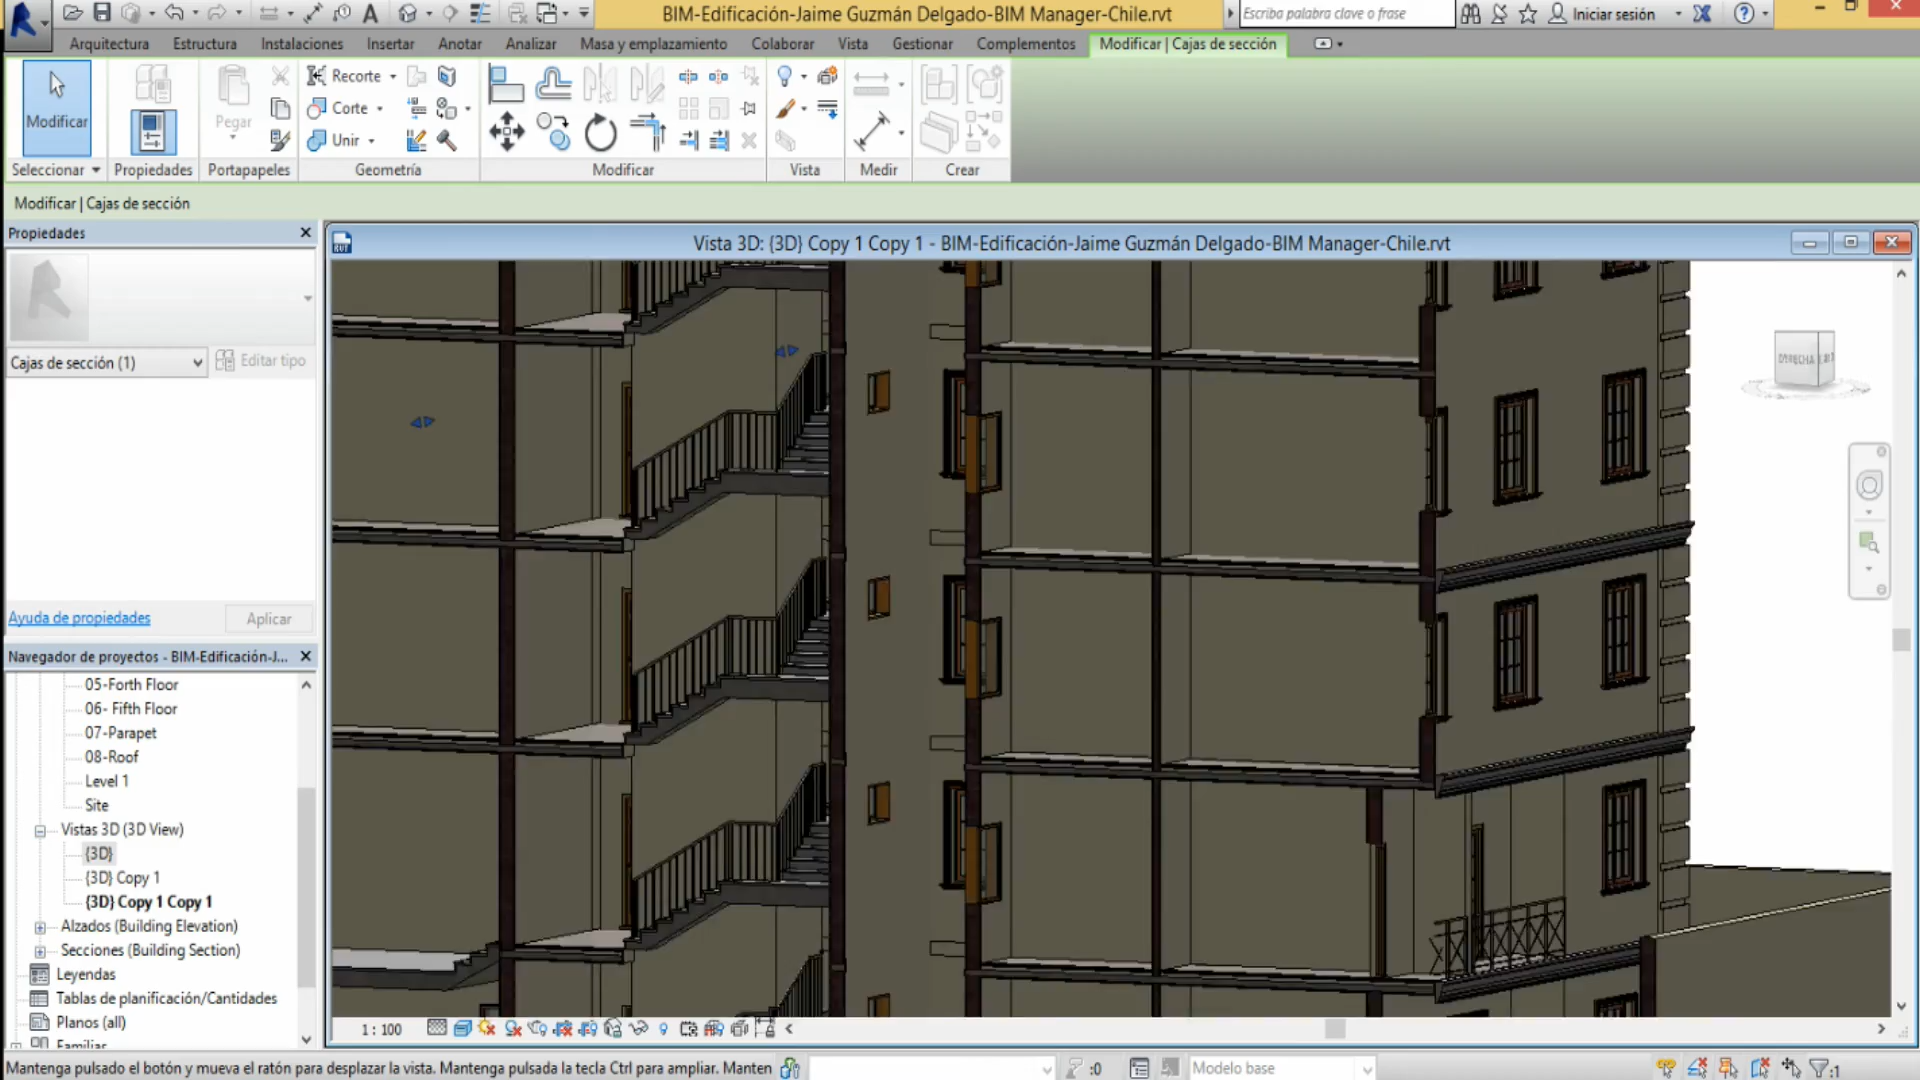 BIM-Edificación-Jaime Guzmán Delgado-BIM Manager-Chile.rvt
Escriba palabra clave o frase
Iniciar sesión
Arquitectura Estructura Instalaciones Insertar Anotar Analizar Masa y emplazamiento Colaborar Vista Gestionar Complementos Modificar | Cajas de sección
Modificar
Pegar
Recorte
Corte
Unir
Seleccionar Propiedades Portapapeles Geometría Modificar Vista Medir Crear
Modificar | Cajas de sección
Propiedades
Cajas de sección (1)
Editar tipo
Ayuda de propiedades
Aplicar
Navegador de proyectos - BIM-Edificación-J...
05-Forth Floor
06- Fifth Floor
07-Parapet
08-Roof
Level 1
Site
Vistas 3D (3D View)
{3D}
{3D} Copy 1
{3D} Copy 1 Copy 1
Alzados (Building Elevation)
Secciones (Building Section)
Leyendas
Tablas de planificación/Cantidades
Planos (all)
Familias
Vista 3D: {3D} Copy 1 Copy 1 - BIM-Edificación-Jaime Guzmán Delgado-BIM Manager-Chile.rvt
1 : 100
Mantenga pulsado el botón y mueva el ratón para desplazar la vista. Mantenga pulsada la tecla Ctrl para ampliar. Manten
:0
Modelo base
:1